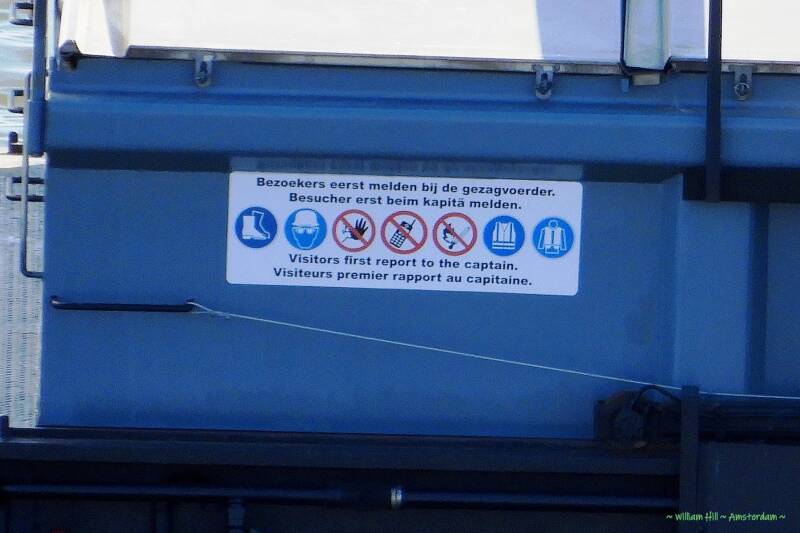 Bezoekers eerst melden bij de gezagvoerder.
Besucher erst beim kapitä melden.
Visitors first report to the captain.
Visiteurs premier rapport au capitaine.
~ William Hill ~ Amsterdam ~